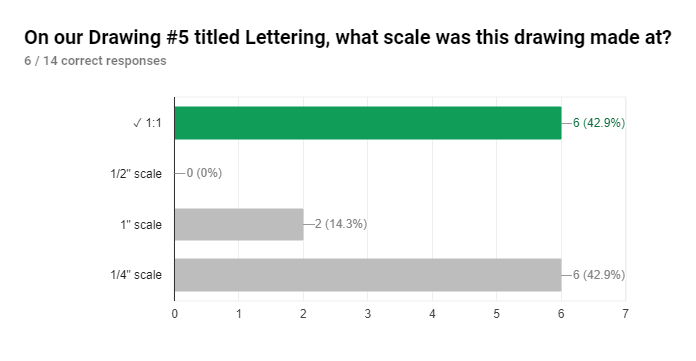 On our Drawing #5 titled Lettering, what scale was this drawing made at?
6 / 14 correct responses
✓ 1:1
6 (42.9%)
1/2" scale
0 (0%)
1" scale
2 (14.3%)
1/4" scale
6 (42.9%)
0 1 2 3 4 5 6 7